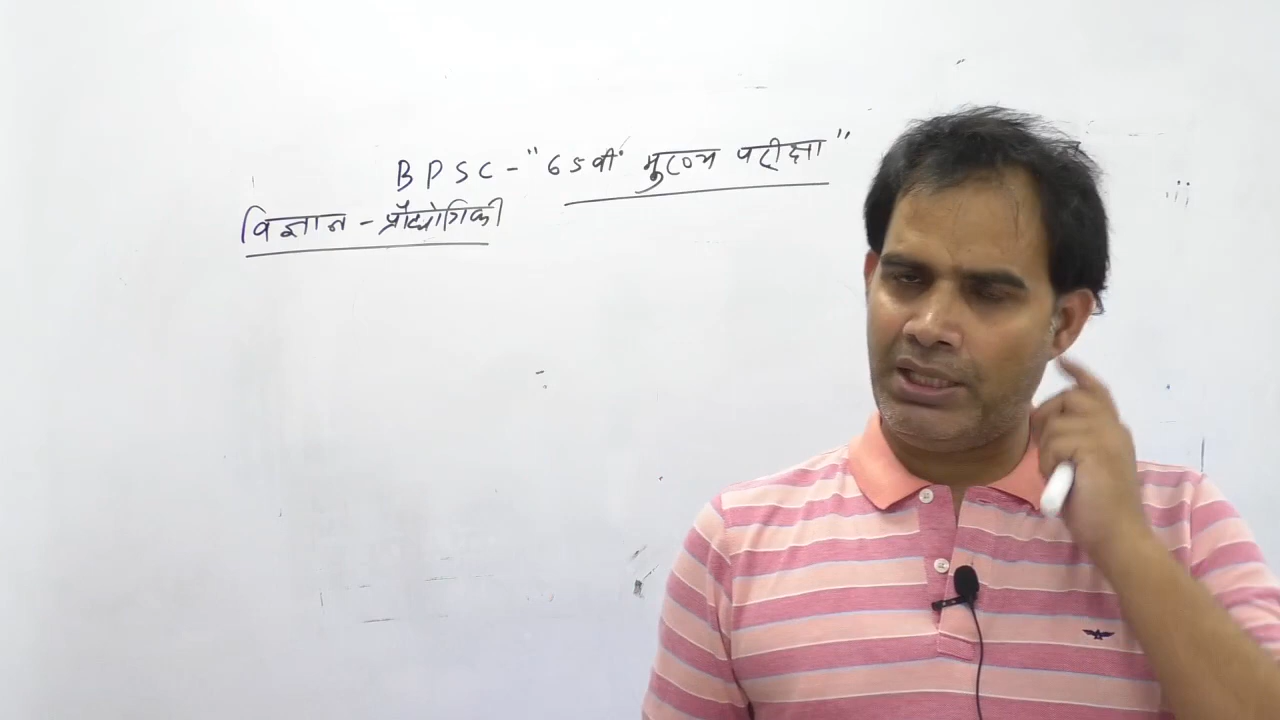 BPSC - "65वीं मुख्य परीक्षा"
विज्ञान - प्रौद्योगिकी